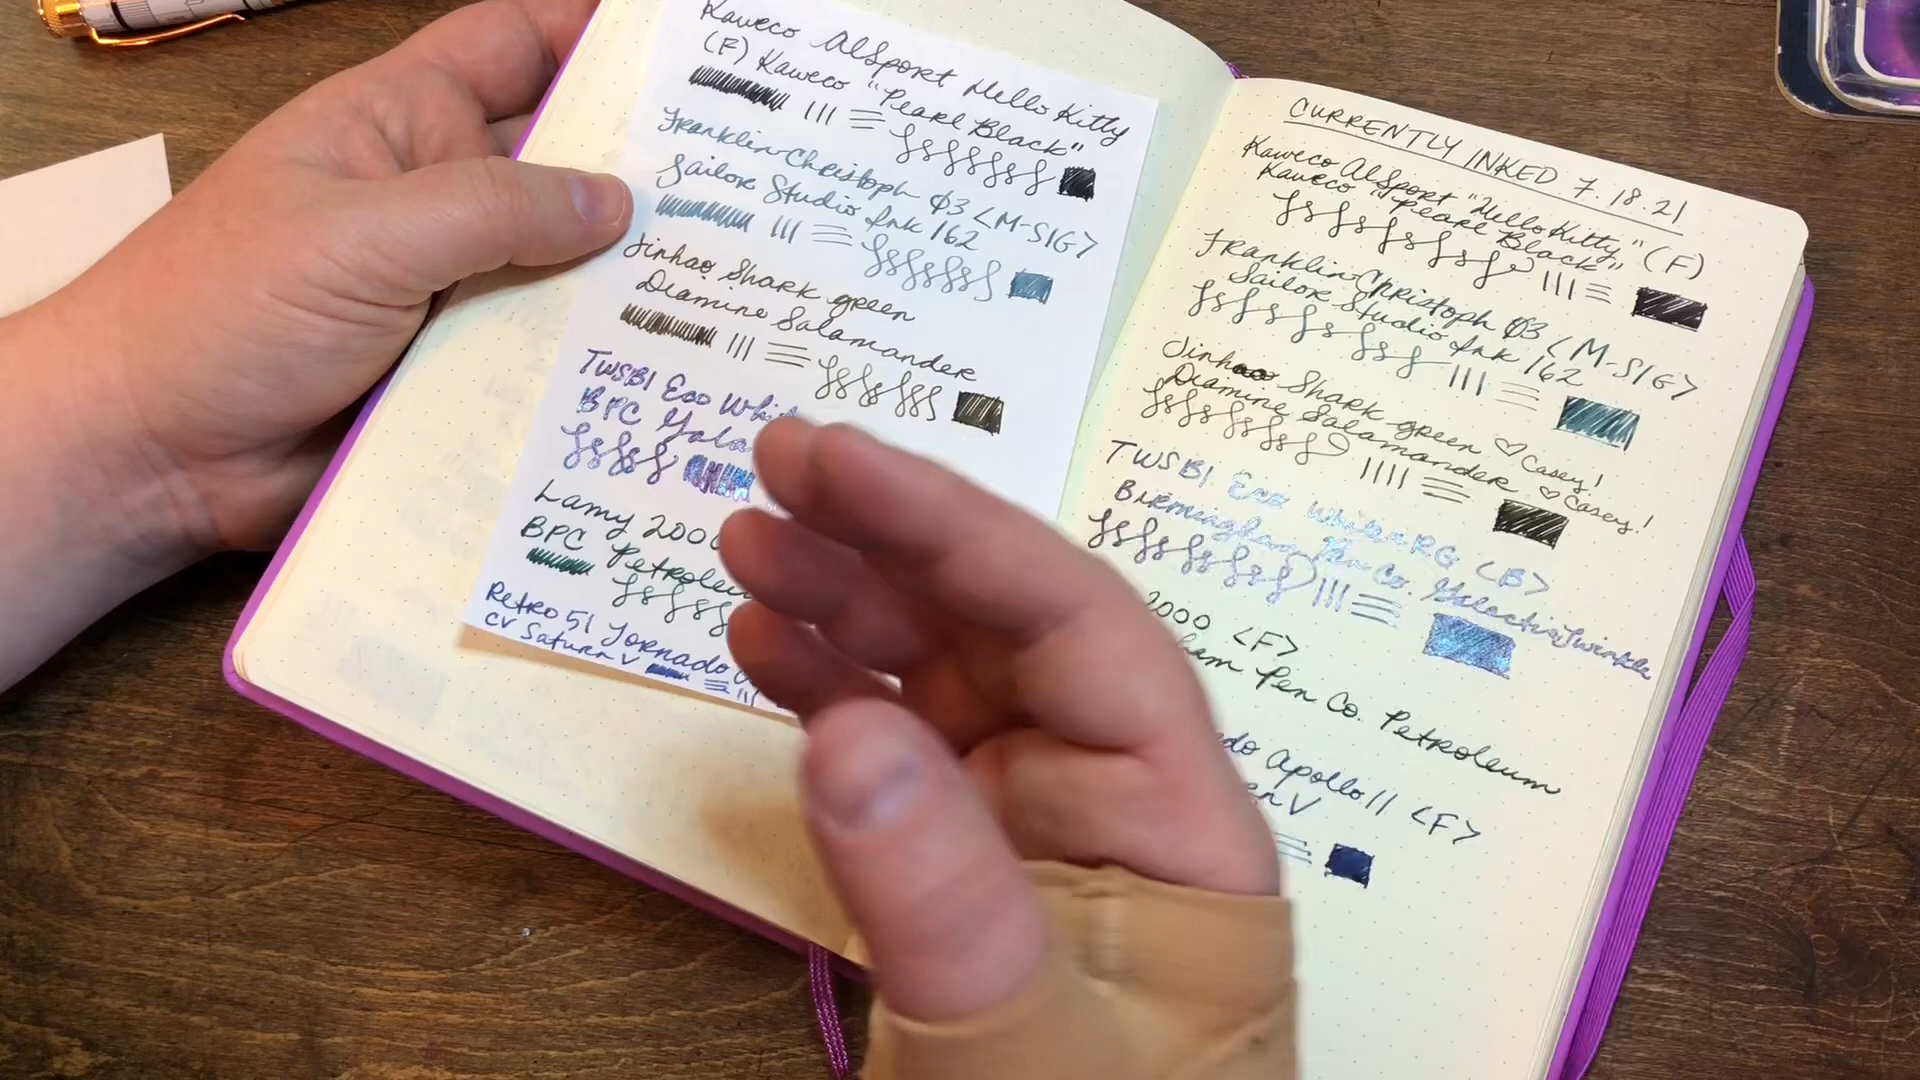 Kaweco AlSport Hello Kitty
(F) Kaweco "Pearl Black"
Franklin-Christoph 03 <M-SIG>
Sailor Studio Ink 162
Jinhao Shark green
Diamine Salamander
TWSBI Eco
BPC
Lamy 2000
BPC
Retro 51 Tornado
CV Saturn V
CURRENTLY INKED 7.18.21
Kaweco AlSport "Hello Kitty" (F)
Kaweco "Pearl Black"
Franklin-Christoph 03 <M-SIG>
Sailor Studio Ink 162
Jinhao Shark green ♡ Casey!
Diamine Salamander ♡ Casey!
TWSBI Eco White+RG <B>
Birmingham Pen Co. Galactic Twinkle
2000 <F>
Pen Co. Petroleum
Apollo 11 <F>
V